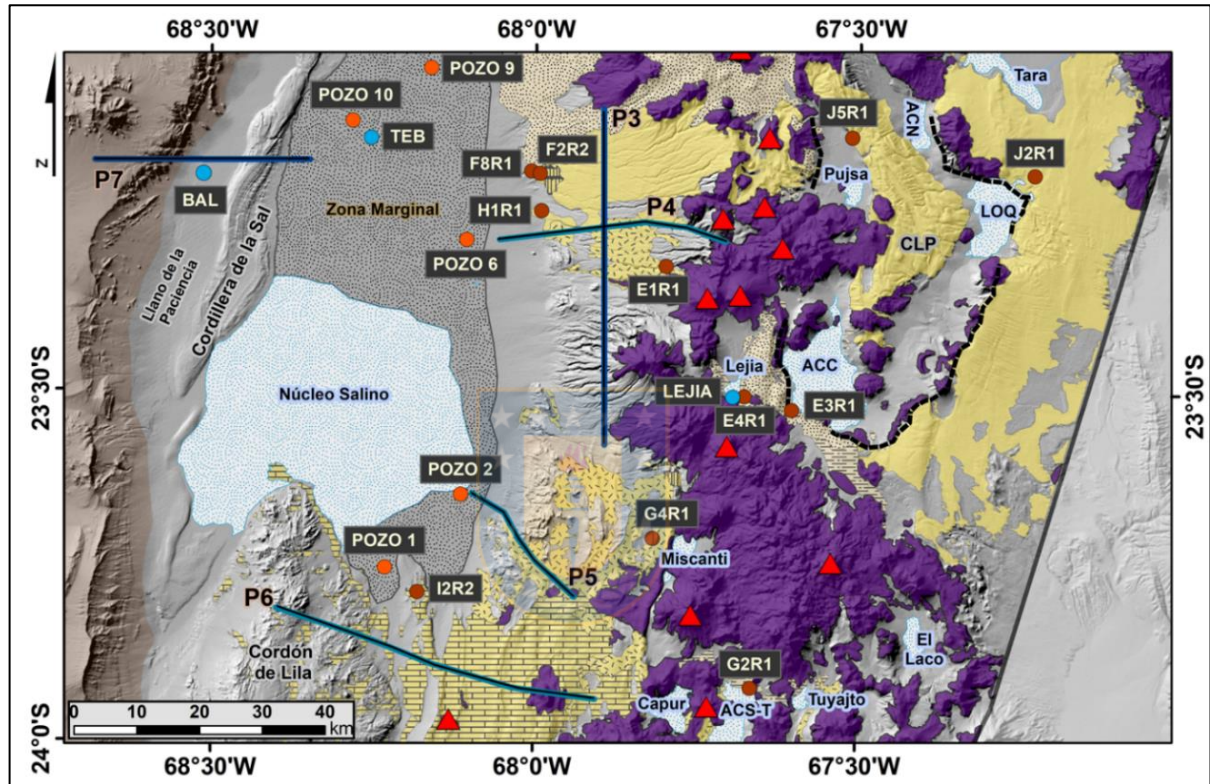 68°30'W
68°0'W
67°30'W
POZO 9
Tara
POZO 10
P3
ACN
J5R1
TEB
Z
F2R2
J2R1
F8R1
Pujsa
P7
BAL
Zona Marginal
H1R1
P4
LOQ
CLP
POZO 6
E1R1
Llano de la
Paciencia
Cordillera de la Sal
Lejia
ACC
23°30'S
23°30'S
Núcleo Salino
LEJIA
E4R1
E3R1
POZO 2
G4R1
Miscanti
POZO 1
P5
P6
I2R2
El
Laco
Cordón
de Lila
G2R1
Capur
ACS-T
Tuyajto
0
10
20
30
40
km
24°0'S
68°30'W
68°0'W
67°30'W